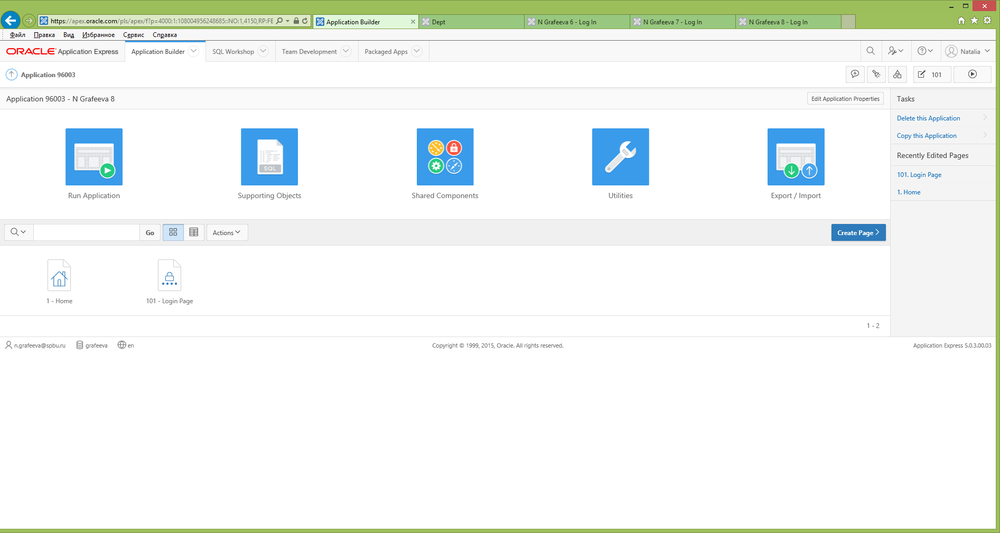 https://apex.oracle.com/pls/apex/f?p=4000:1:108004956248685::NO:1,4150,RP:FE
Application Builder
Dept
N Grafeeva 6 - Log In
N Grafeeva 7 - Log In
N Grafeeva 8 - Log In
Файл Правка Вид Избранное Сервис Справка
ORACLE Application Express
Application Builder
SQL Workshop
Team Development
Packaged Apps
Natalia
Application 96003
101
Application 96003 - N Grafeeva 8
Edit Application Properties
Tasks
Delete this Application
Copy this Application
Recently Edited Pages
101. Login Page
1. Home
SQL
Run Application
Supporting Objects
Shared Components
Utilities
Export / Import
Go
Actions
Create Page
1 - Home
101 - Login Page
1 - 2
n.grafeeva@spbu.ru
grafeeva
en
Copyright © 1999, 2015, Oracle. All rights reserved.
Application Express 5.0.3.00.03